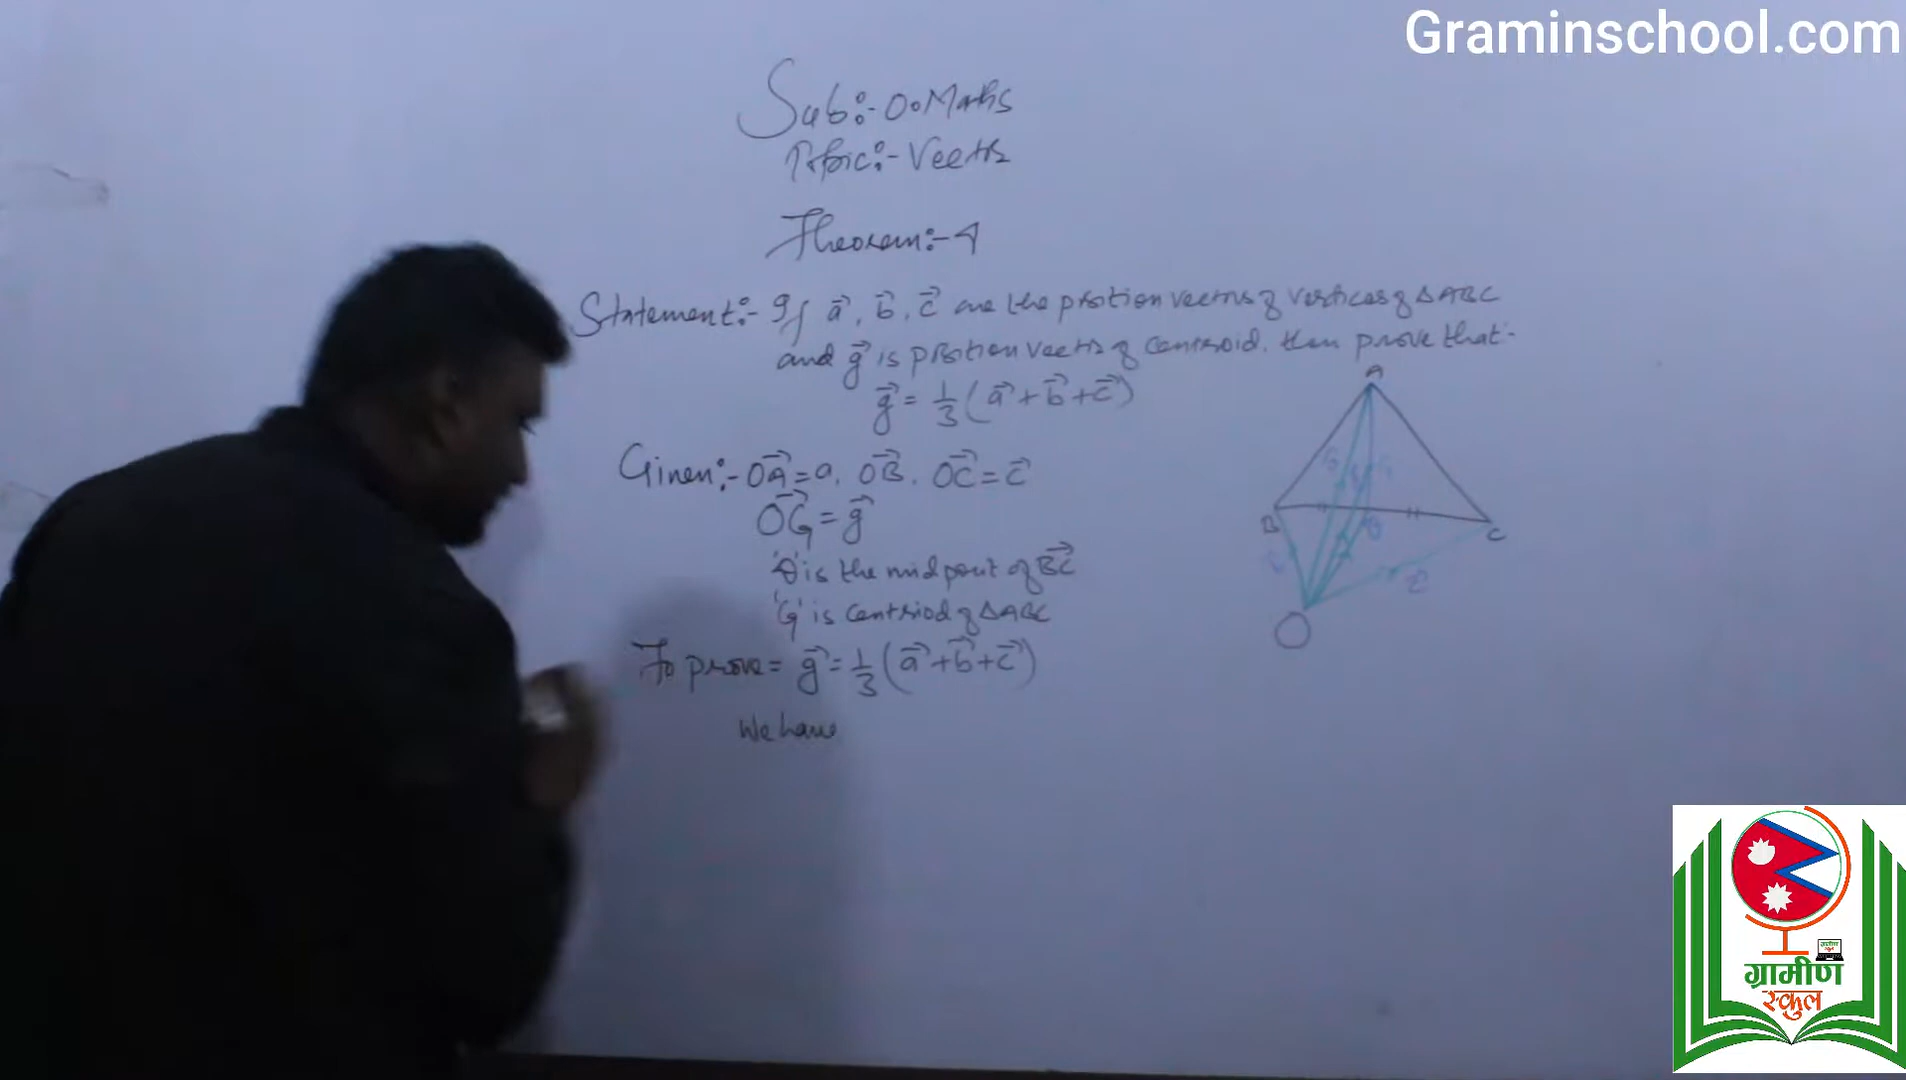 Graminschool.com
Sub:- O.Maths
Topic:- Vectors
Theorem:- 4
Statement:- If a⃗, b⃗, c⃗ are the position vectors of vertices of ΔABC
and g⃗ is position vector of centroid. then prove that:-
g⃗ = 1/3 (a⃗ + b⃗ + c⃗)
A
Given:- OA⃗ = a, OB⃗, OC⃗ = c⃗
OG⃗ = g⃗
B
C
'D' is the midpoint of BC⃗
'G' is centriod of ΔABC
O
To prove = g⃗ = 1/3 (a⃗ + b⃗ + c⃗)
We have
ग्रामीण
स्कुल